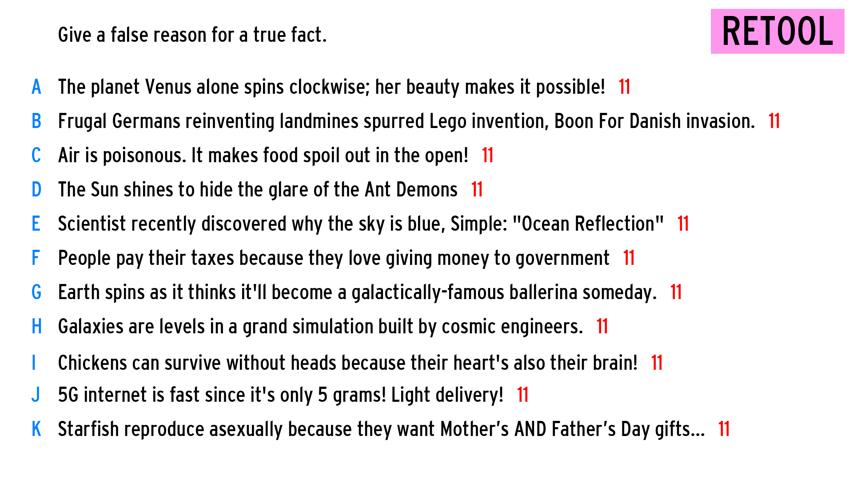 Give a false reason for a true fact.
RETOOL
A The planet Venus alone spins clockwise; her beauty makes it possible! 11
B Frugal Germans reinventing landmines spurred Lego invention, Boon For Danish invasion. 11
C Air is poisonous. It makes food spoil out in the open! 11
D The Sun shines to hide the glare of the Ant Demons 11
E Scientist recently discovered why the sky is blue, Simple: "Ocean Reflection" 11
F People pay their taxes because they love giving money to government 11
G Earth spins as it thinks it'll become a galactically-famous ballerina someday. 11
H Galaxies are levels in a grand simulation built by cosmic engineers. 11
I Chickens can survive without heads because their heart's also their brain! 11
J 5G internet is fast since it's only 5 grams! Light delivery! 11
K Starfish reproduce asexually because they want Mother’s AND Father’s Day gifts... 11